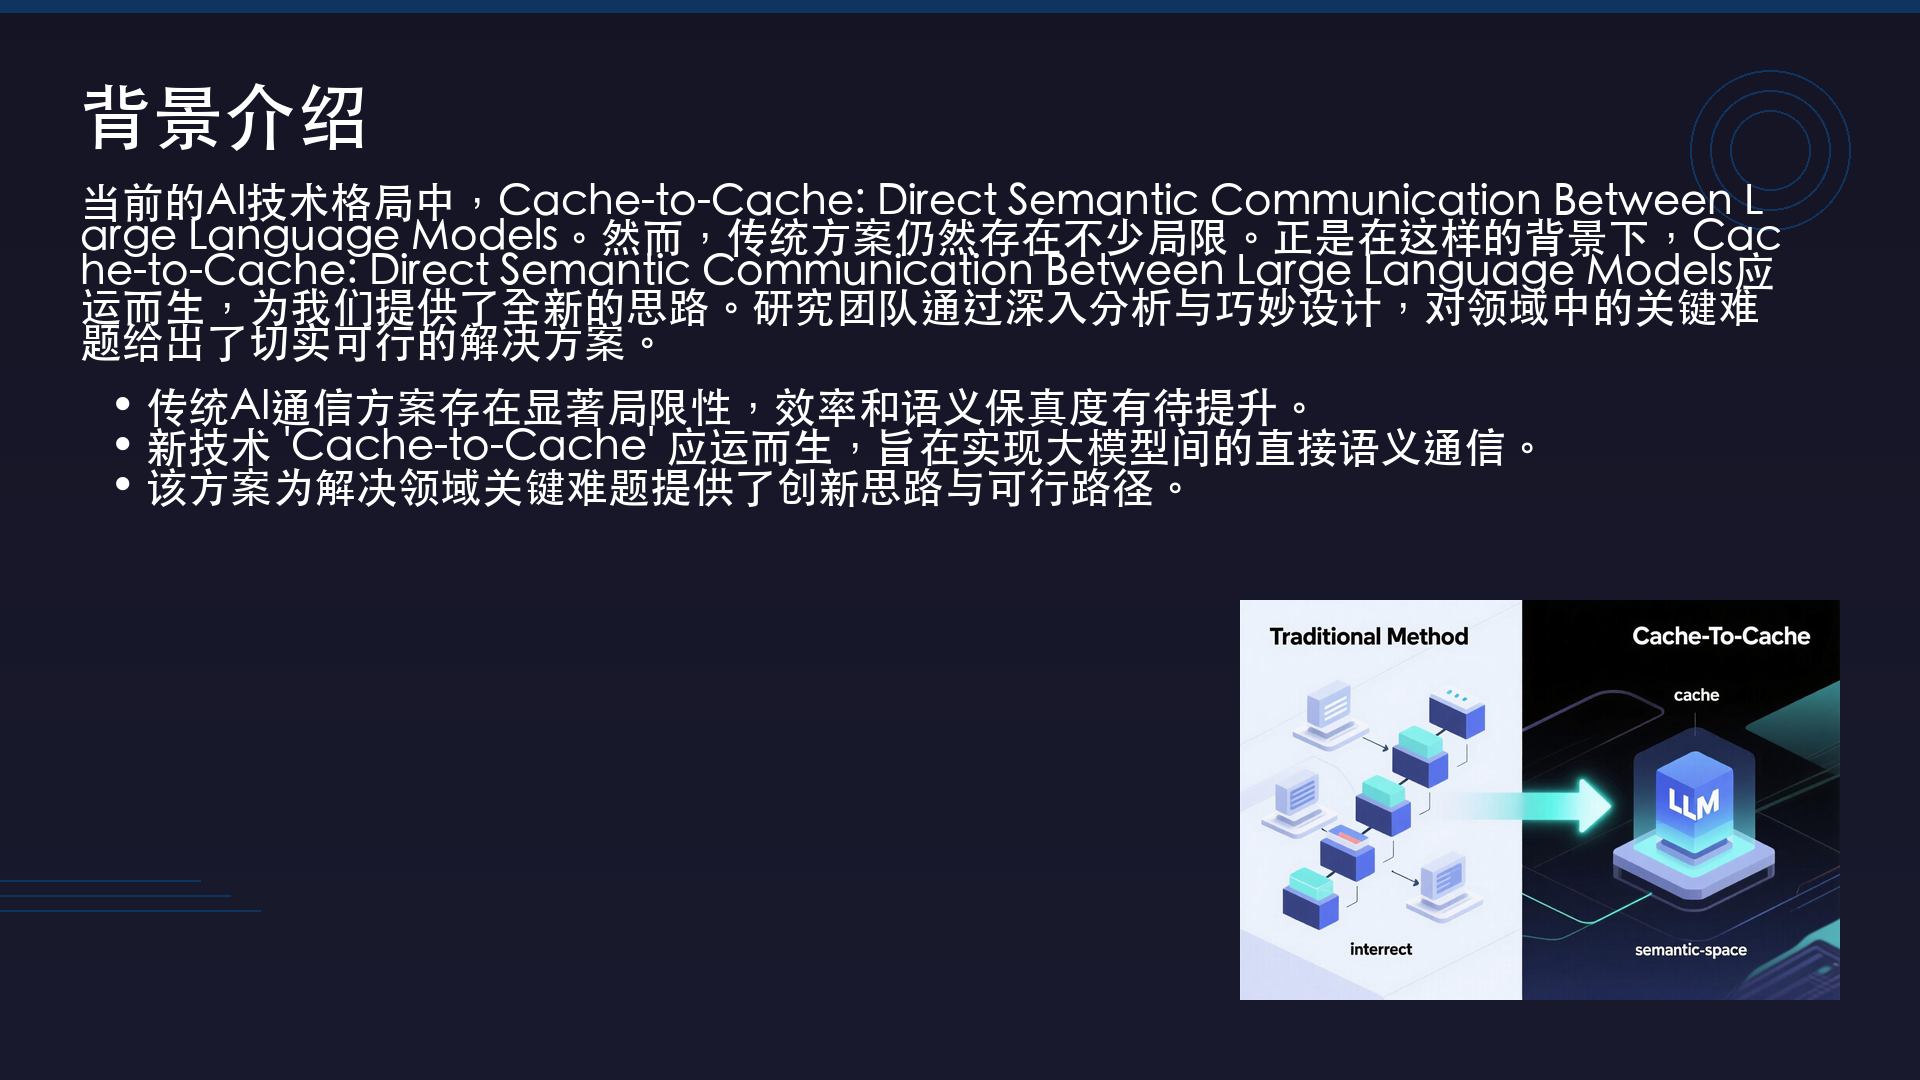 背景介绍
当前的AI技术格局中，Cache-to-Cache: Direct Semantic Communication Between L
arge Language Models。然而，传统方案仍然存在不少局限。正是在这样的背景下，Cac
he-to-Cache: Direct Semantic Communication Between Large Language Models应
运而生，为我们提供了全新的思路。研究团队通过深入分析与巧妙设计，对领域中的关键难
题给出了切实可行的解决方案。
• 传统AI通信方案存在显著局限性，效率和语义保真度有待提升。
• 新技术 'Cache-to-Cache' 应运而生，旨在实现大模型间的直接语义通信。
• 该方案为解决领域关键难题提供了创新思路与可行路径。
Traditional Method
interrect
Cache-To-Cache
cache
LLM
semantic-space